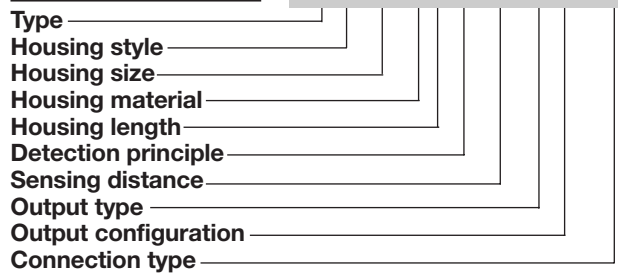 Type
Housing style
Housing size
Housing material
Housing length
Detection principle
Sensing distance
Output type
Output configuration
Connection type